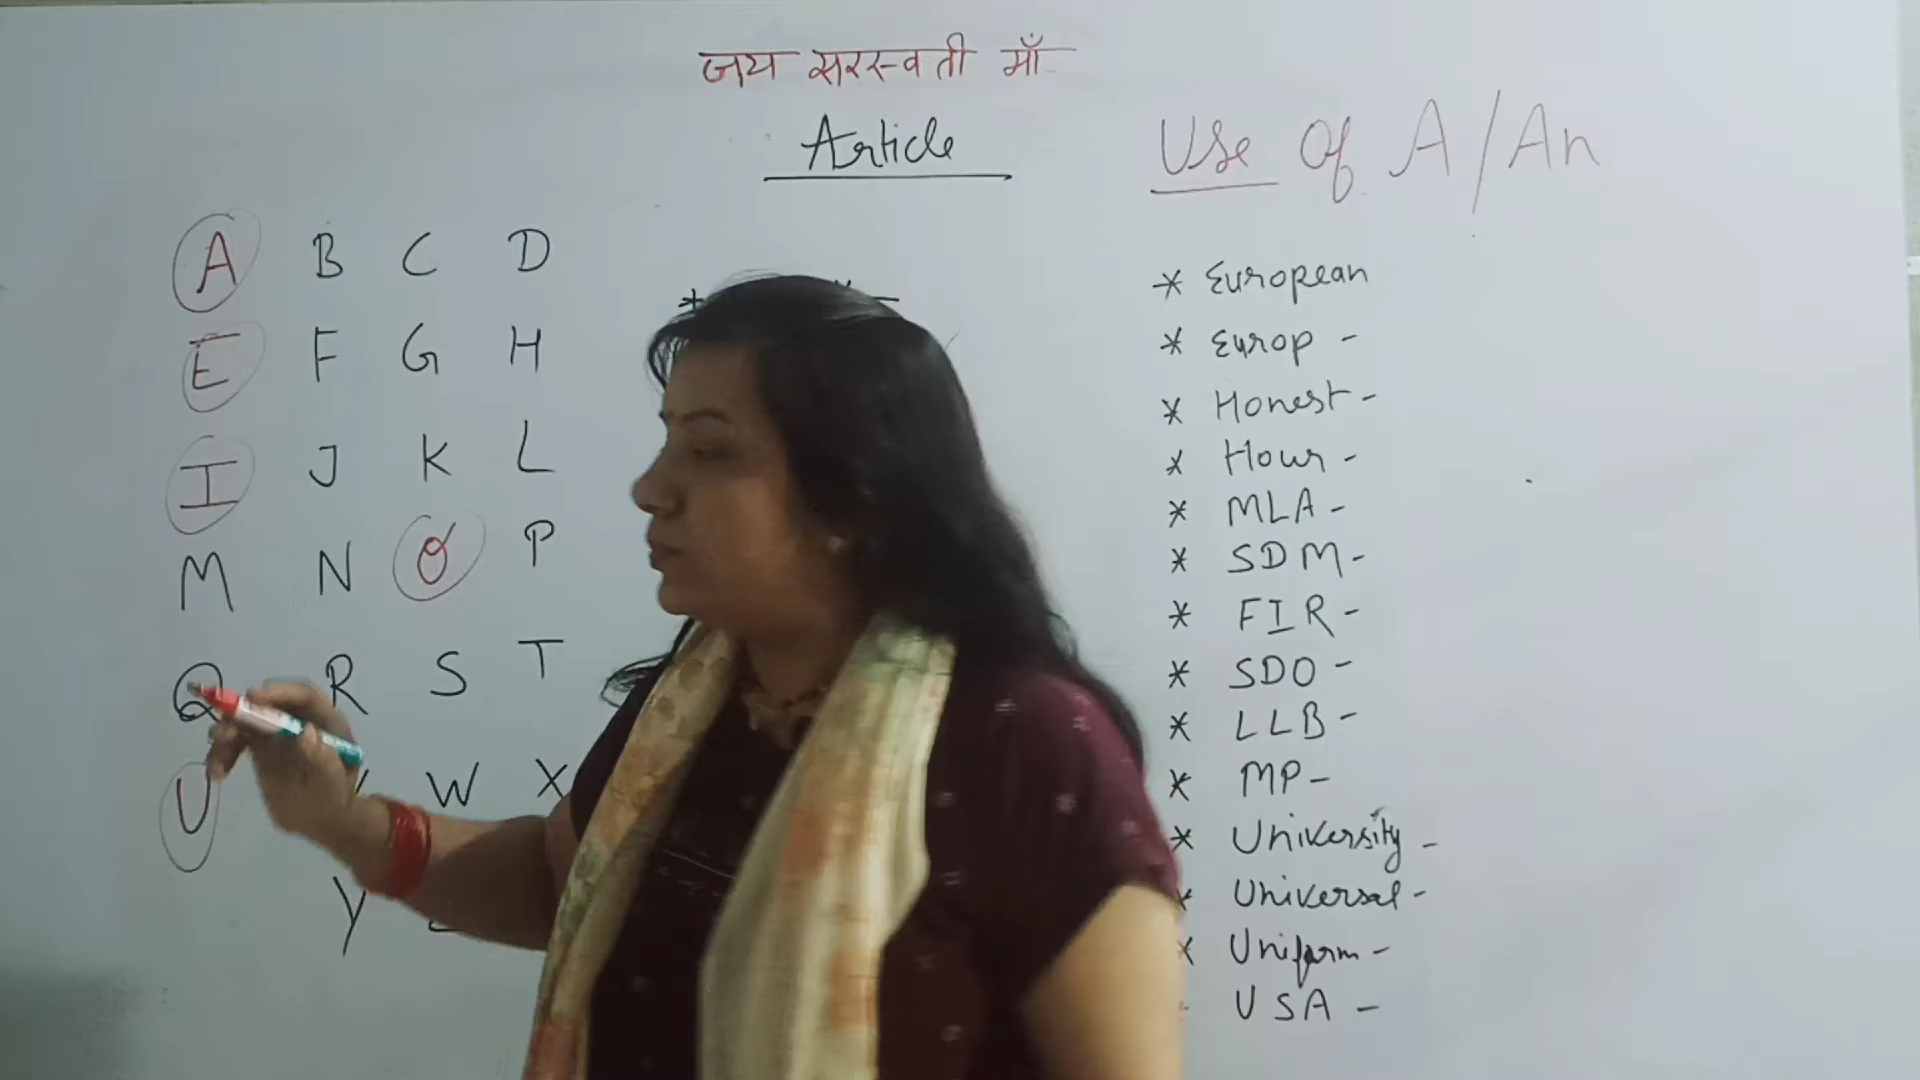 जय सरस्वती माँ
Article
Use Of A/An
A B C D
E F G H
I J K L
M N O P
Q R S T
U W X
Y
* European
* Europ -
* Honest -
* Hour -
* MLA -
* SDM -
* FIR -
* SDO -
* LLB -
* MP -
* University -
* Universal -
* Uniform -
USA -